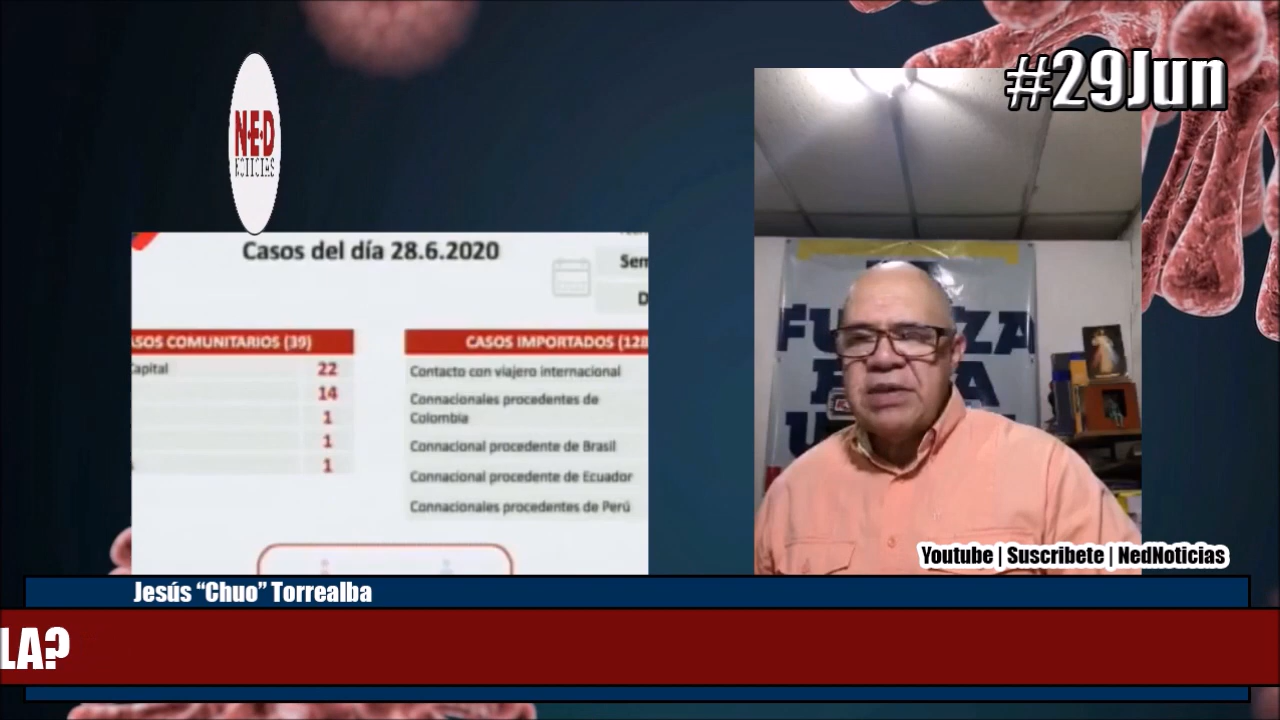 #29Jun
N·E·D
NOTICIAS
Casos del día 28.6.2020
Sem
D
ASOS COMUNITARIOS (39)
CASOS IMPORTADOS (128
Capital
22
14
1
1
1
Contacto con viajero internacional
Connacionales procedentes de
Colombia
Connacional procedente de Brasil
Connacional procedente de Ecuador
Connacionales procedentes de Perú
FUERZA
Youtube | Suscribete | NedNoticias
Jesús “Chuo” Torrealba
LA?